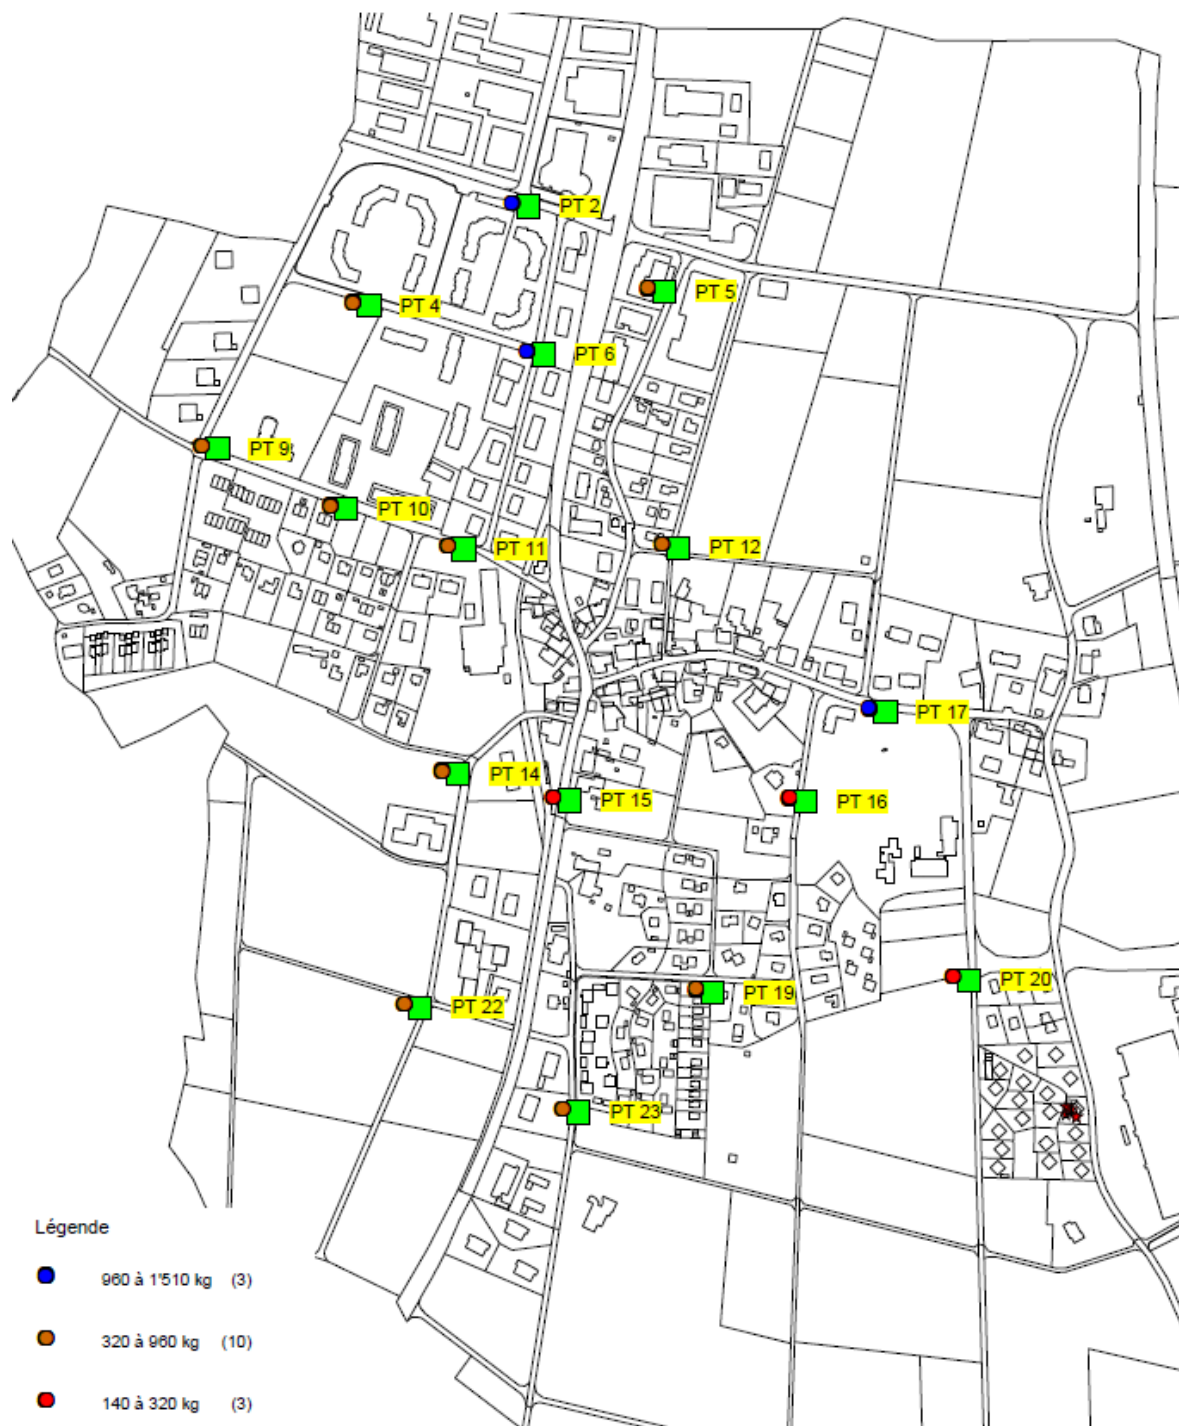 PT 2
PT 5
PT 4
PT 6
PT 9
PT 10
PT 11
PT 12
PT 17
PT 14
PT 15
PT 16
PT 20
PT 19
PT 22
PT 23
Légende
960 à 1'510 kg (3)
320 à 960 kg (10)
140 à 320 kg (3)